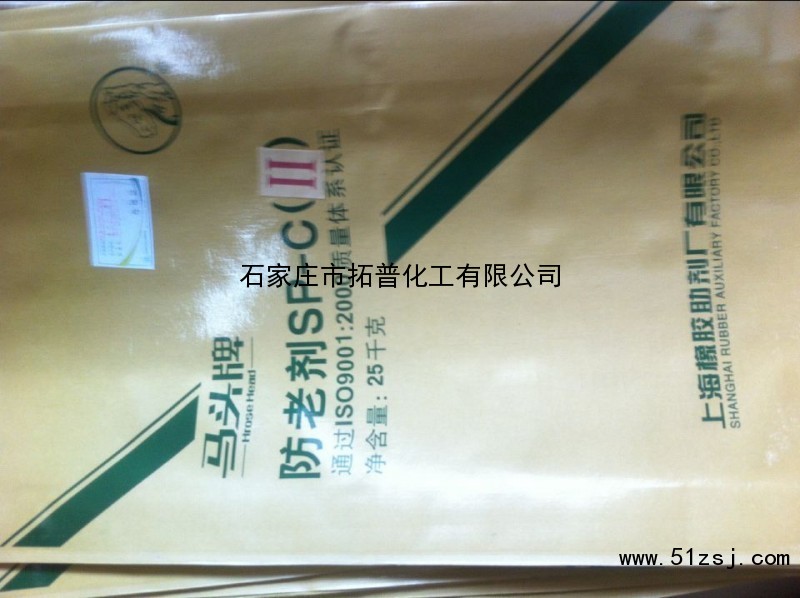 马头牌
Hrose Head
防老剂SP-C(II)
通过ISO9001:2000质量体系认证
净含量：25千克
上海橡胶助剂厂有限公司
SHANGHAI RUBBER AUXILIARY FACTORY CO.,LTD
石家庄市拓普化工有限公司
www.51zsj.com